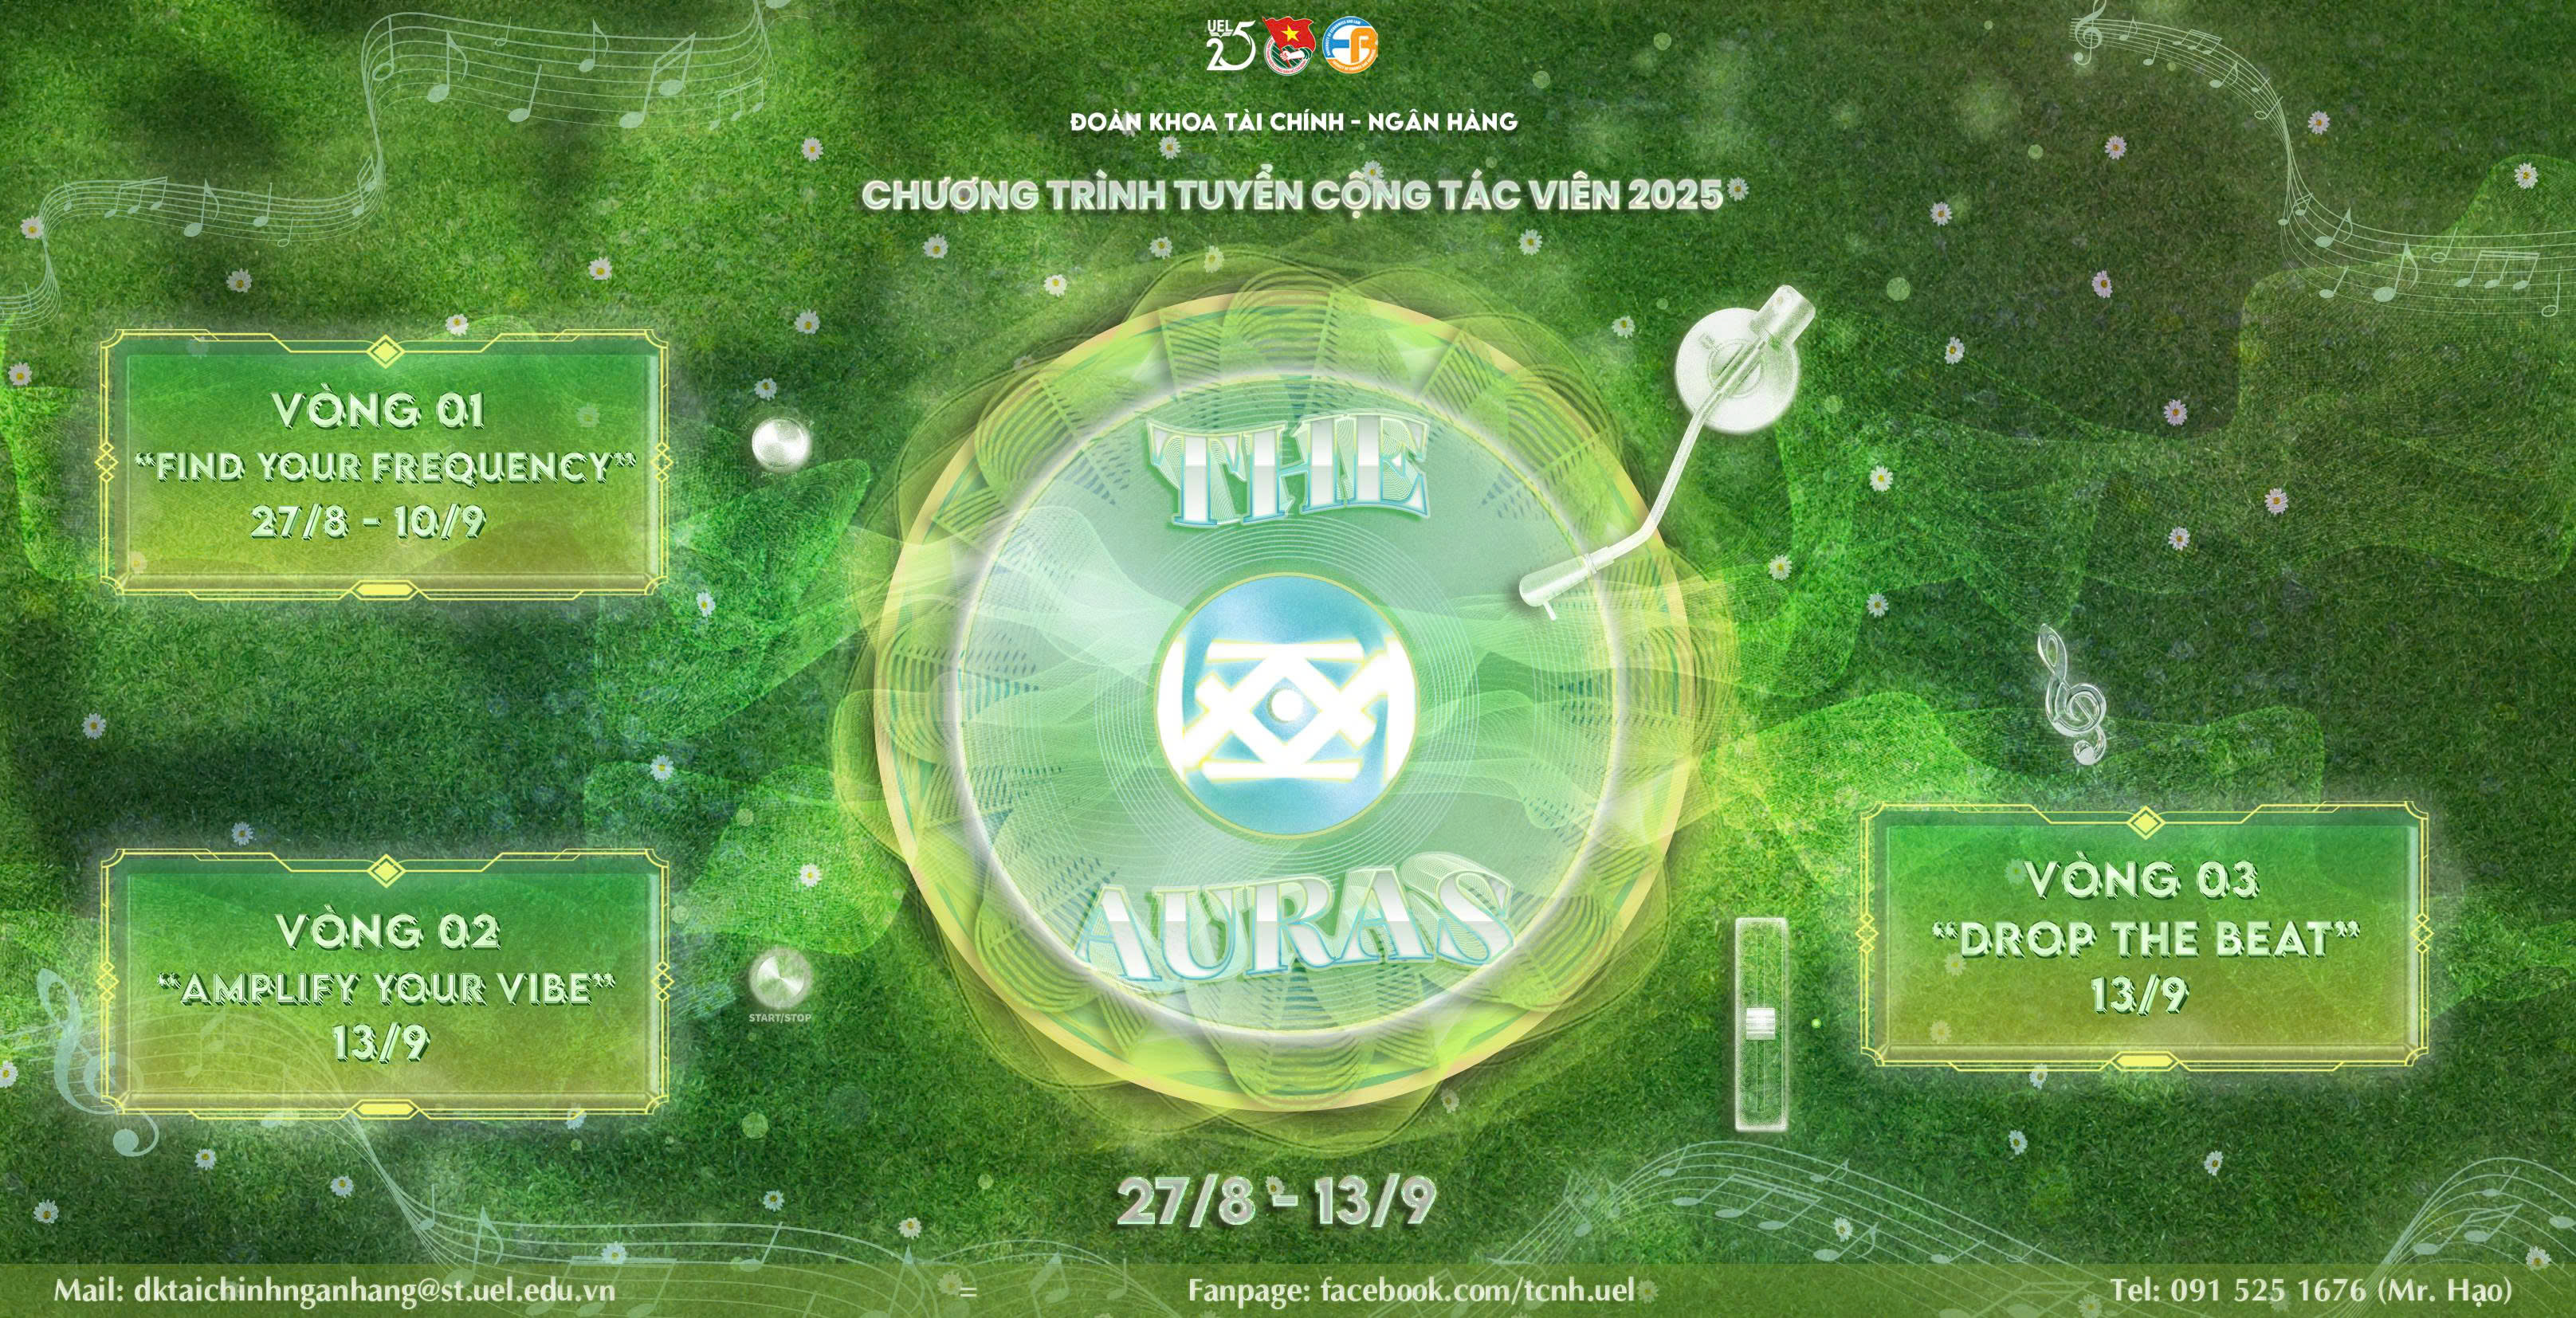 UEL
25
ĐOÀN KHOA TÀI CHÍNH - NGÂN HÀNG
CHƯƠNG TRÌNH TUYỂN CỘNG TÁC VIÊN 2025
VÒNG 01
“FIND YOUR FREQUENCY”
27/8 - 10/9
VÒNG 02
“AMPLIFY YOUR VIBE”
13/9
START/STOP
THE
AURAS
VÒNG 03
“DROP THE BEAT”
13/9
27/8 - 13/9
Mail: dktaichinhnganhang@st.uel.edu.vn = Fanpage: facebook.com/tcnh.uel Tel: 091 525 1676 (Mr. Hạo)